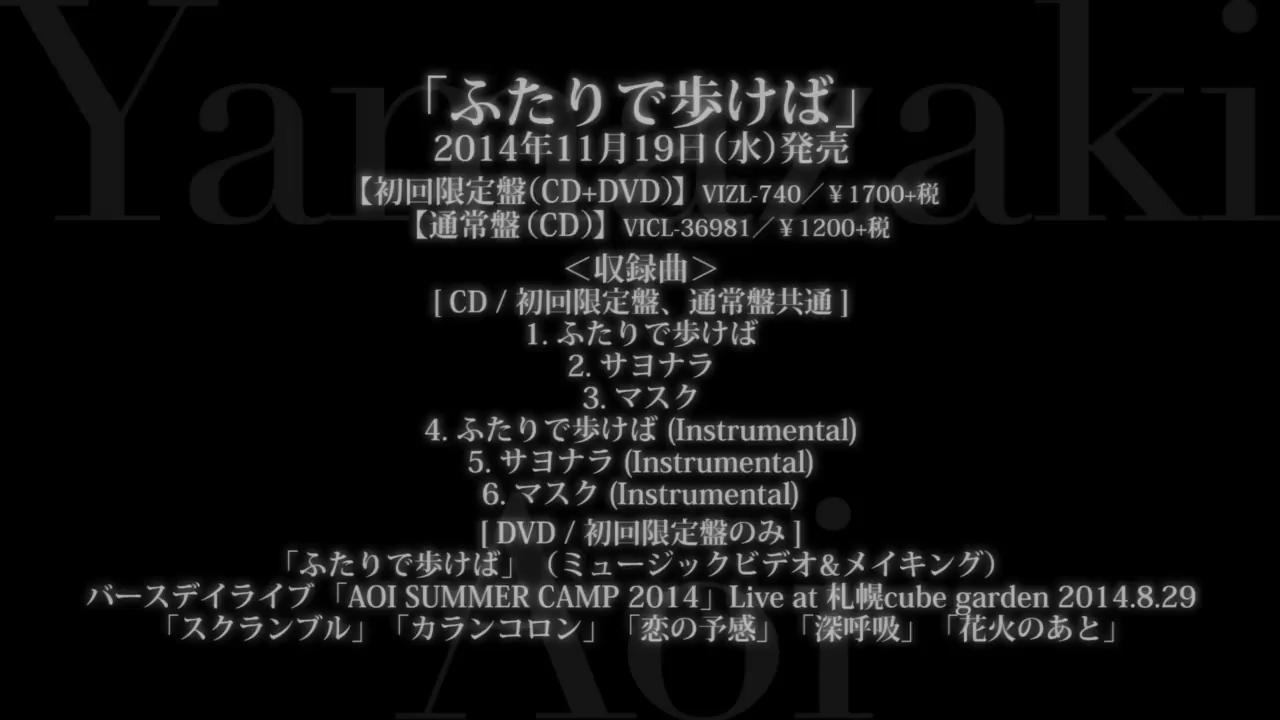 Yamazaki
「ふたりで歩けば」
2014年11月19日（水）発売
【初回限定盤（CD+DVD）】VIZL-740／￥1700+税
【通常盤（CD）】VICL-36981／￥1200+税
＜収録曲＞
[ CD / 初回限定盤、通常盤共通 ]
1. ふたりで歩けば
2. サヨナラ
3. マスク
4. ふたりで歩けば (Instrumental)
5. サヨナラ (Instrumental)
6. マスク (Instrumental)
[ DVD / 初回限定盤のみ ]
「ふたりで歩けば」（ミュージックビデオ&メイキング）
バースデイライブ「AOI SUMMER CAMP 2014」Live at 札幌cube garden 2014.8.29
「スクランブル」「カランコロン」「恋の予感」「深呼吸」「花火のあと」
Aoi